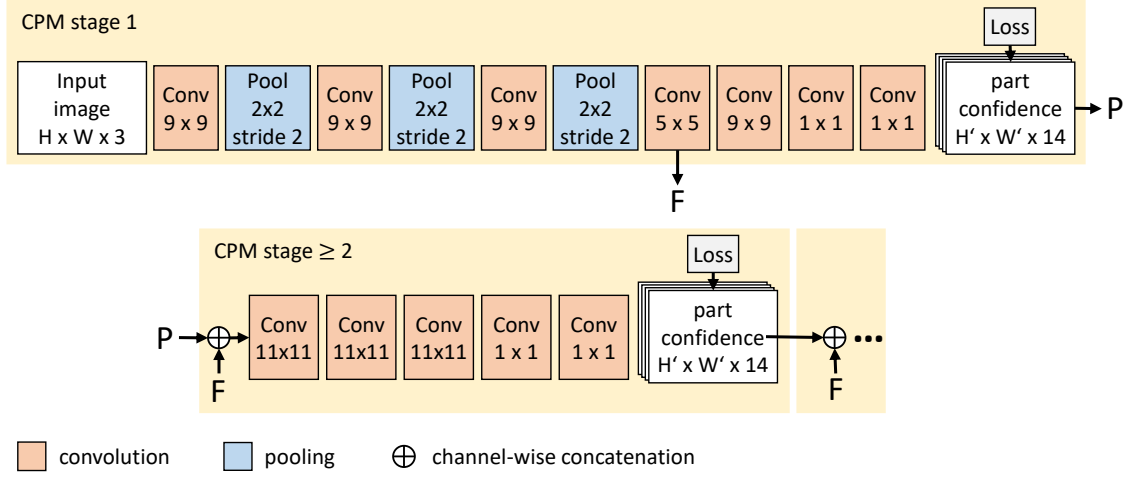 CPM stage 1
Loss
Input
image
H x W x 3
Conv
9 x 9
Pool
2x2
stride 2
Conv
9 x 9
Pool
2x2
stride 2
Conv
9 x 9
Pool
2x2
stride 2
Conv
5 x 5
Conv
9 x 9
Conv
1 x 1
Conv
1 x 1
part
confidence
H‘ x W‘ x 14
P
F
CPM stage ≥ 2
Loss
P
F
Conv
11x11
Conv
11x11
Conv
11x11
Conv
1 x 1
Conv
1 x 1
part
confidence
H‘ x W‘ x 14
F
...
convolution
pooling
channel-wise concatenation